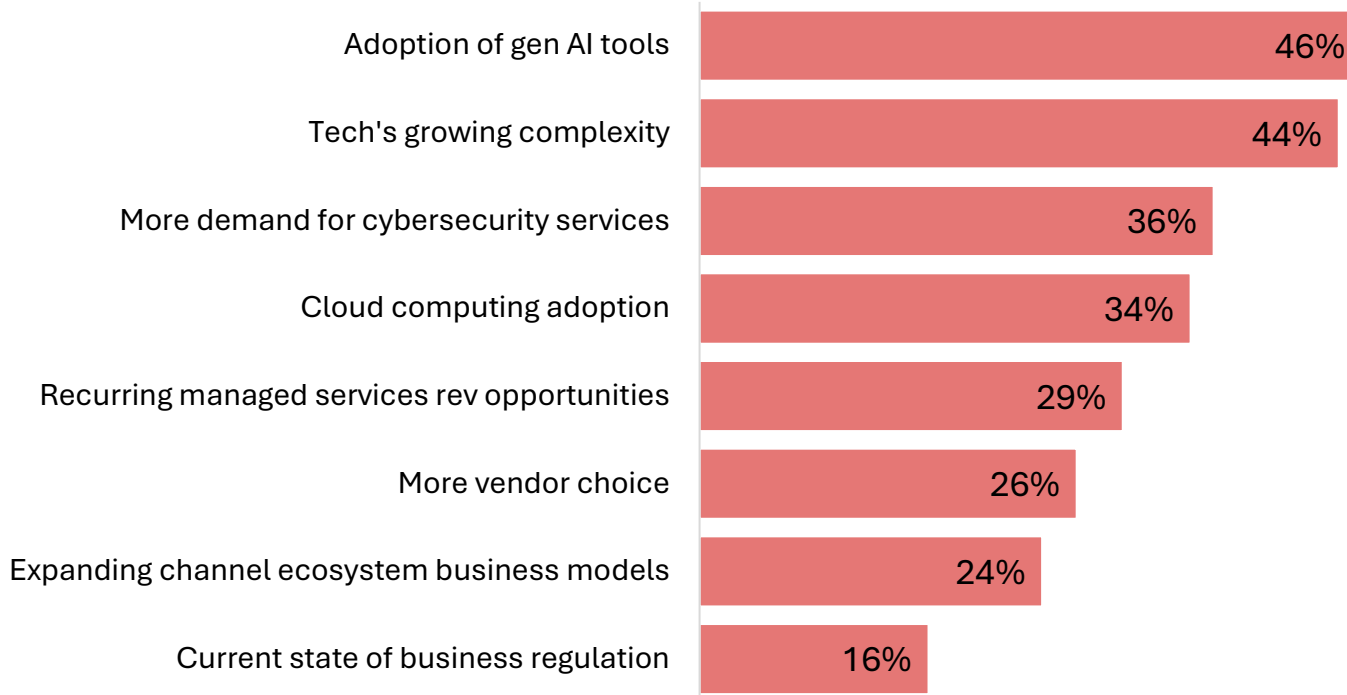 Adoption of gen AI tools 46%
Tech's growing complexity 44%
More demand for cybersecurity services 36%
Cloud computing adoption 34%
Recurring managed services rev opportunities 29%
More vendor choice 26%
Expanding channel ecosystem business models 24%
Current state of business regulation 16%